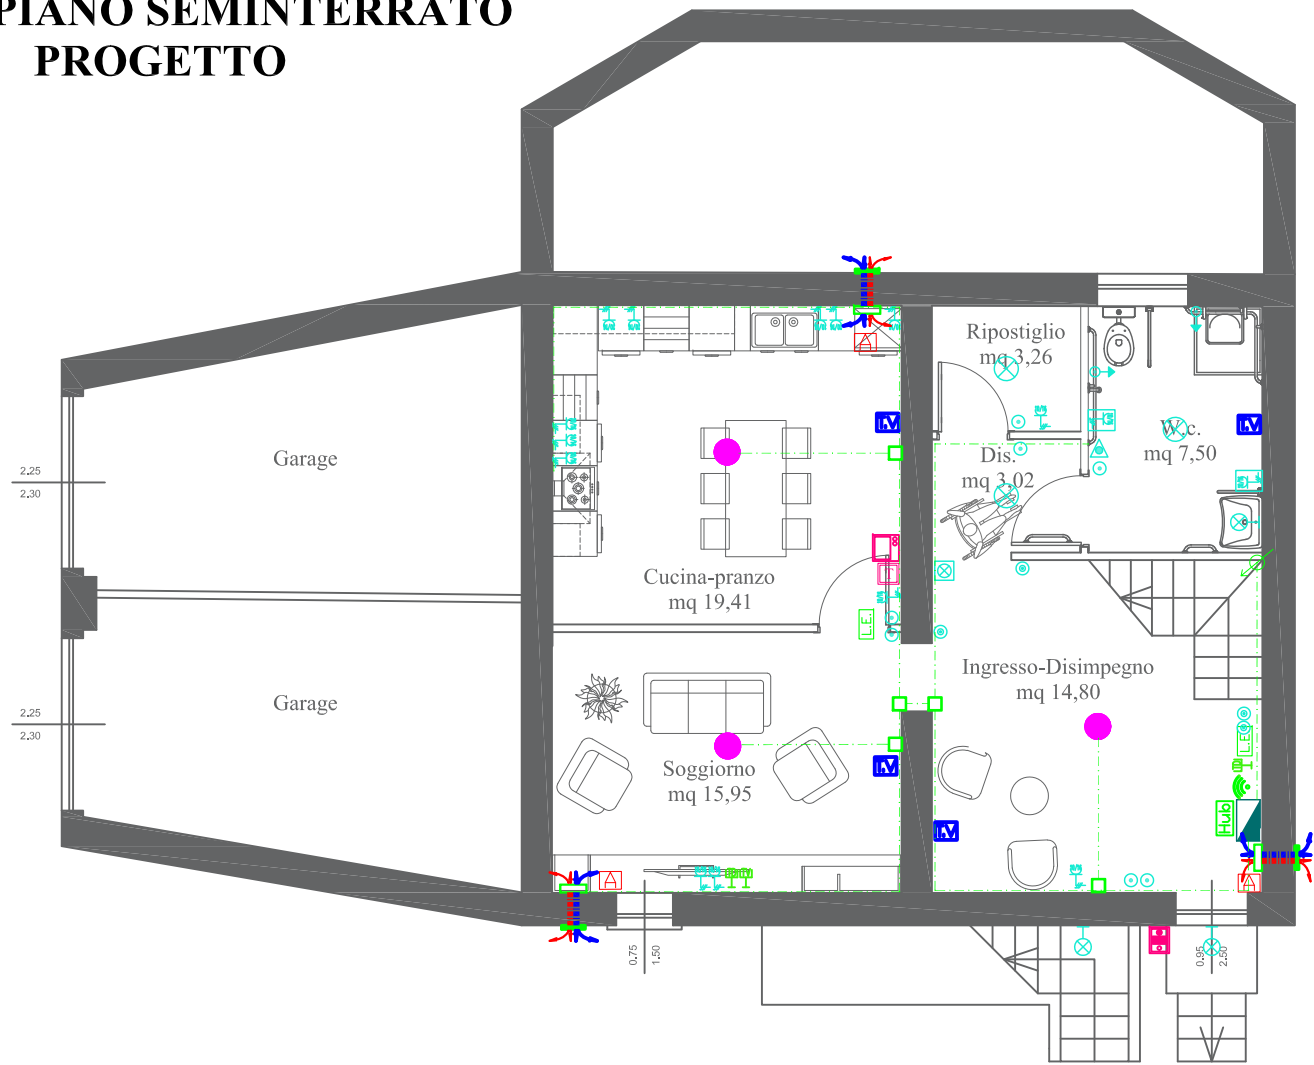 PIANO SEMINTERRATO
PROGETTO
Ripostiglio
mq 3,26
A
T.V
W.c.
mq 7,50
T.V
Garage
Dis.
mq 3,02
2,25
2,30
Cucina-pranzo
mq 19,41
L.E.
Ingresso-Disimpegno
mq 14,80
Garage
2,25
2,30
L.E.
Soggiorno
mq 15,95
T.V
T.V
Hub
A
A
0,75
1,50
0,95
2,50